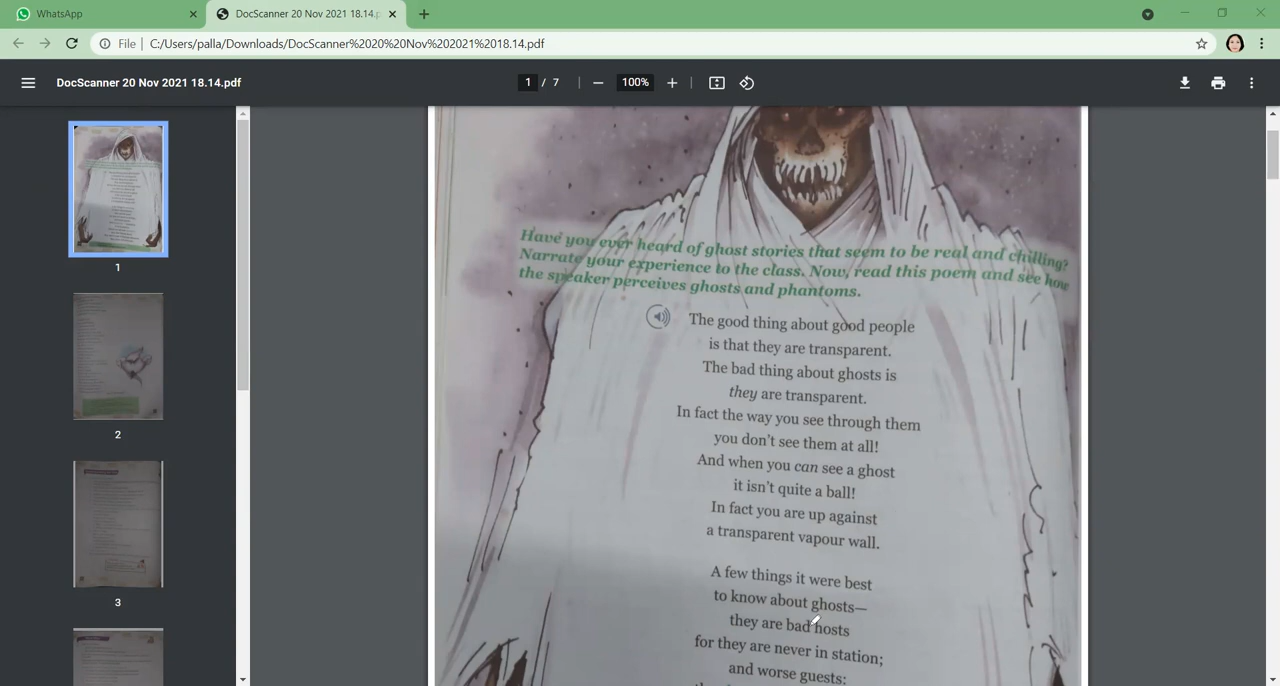 WhatsApp
DocScanner 20 Nov 2021 18.14.p
File
C:/Users/palla/Downloads/DocScanner%2020%20Nov%202021%2018.14.pdf
DocScanner 20 Nov 2021 18.14.pdf
1 / 7
100%
1
2
3
Have you ever heard of ghost stories that seem to be real and chilling?
Narrate your experience to the class. Now, read this poem and see how
the speaker perceives ghosts and phantoms.
The good thing about good people
is that they are transparent.
The bad thing about ghosts is
they are transparent.
In fact the way you see through them
you don't see them at all!
And when you can see a ghost
it isn't quite a ball!
In fact you are up against
a transparent vapour wall.
A few things it were best
to know about ghosts—
they are bad hosts
for they are never in station;
and worse guests: